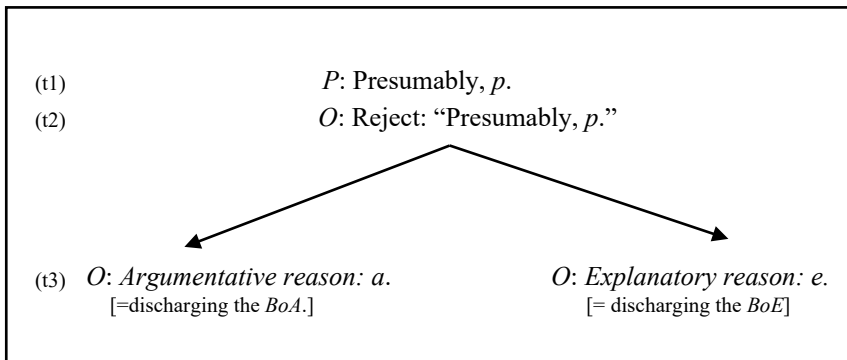 (t1) P: Presumably, p.
(t2) O: Reject: “Presumably, p.”
(t3) O: Argumentative reason: a. O: Explanatory reason: e.
[=discharging the BoA.] [= discharging the BoE]